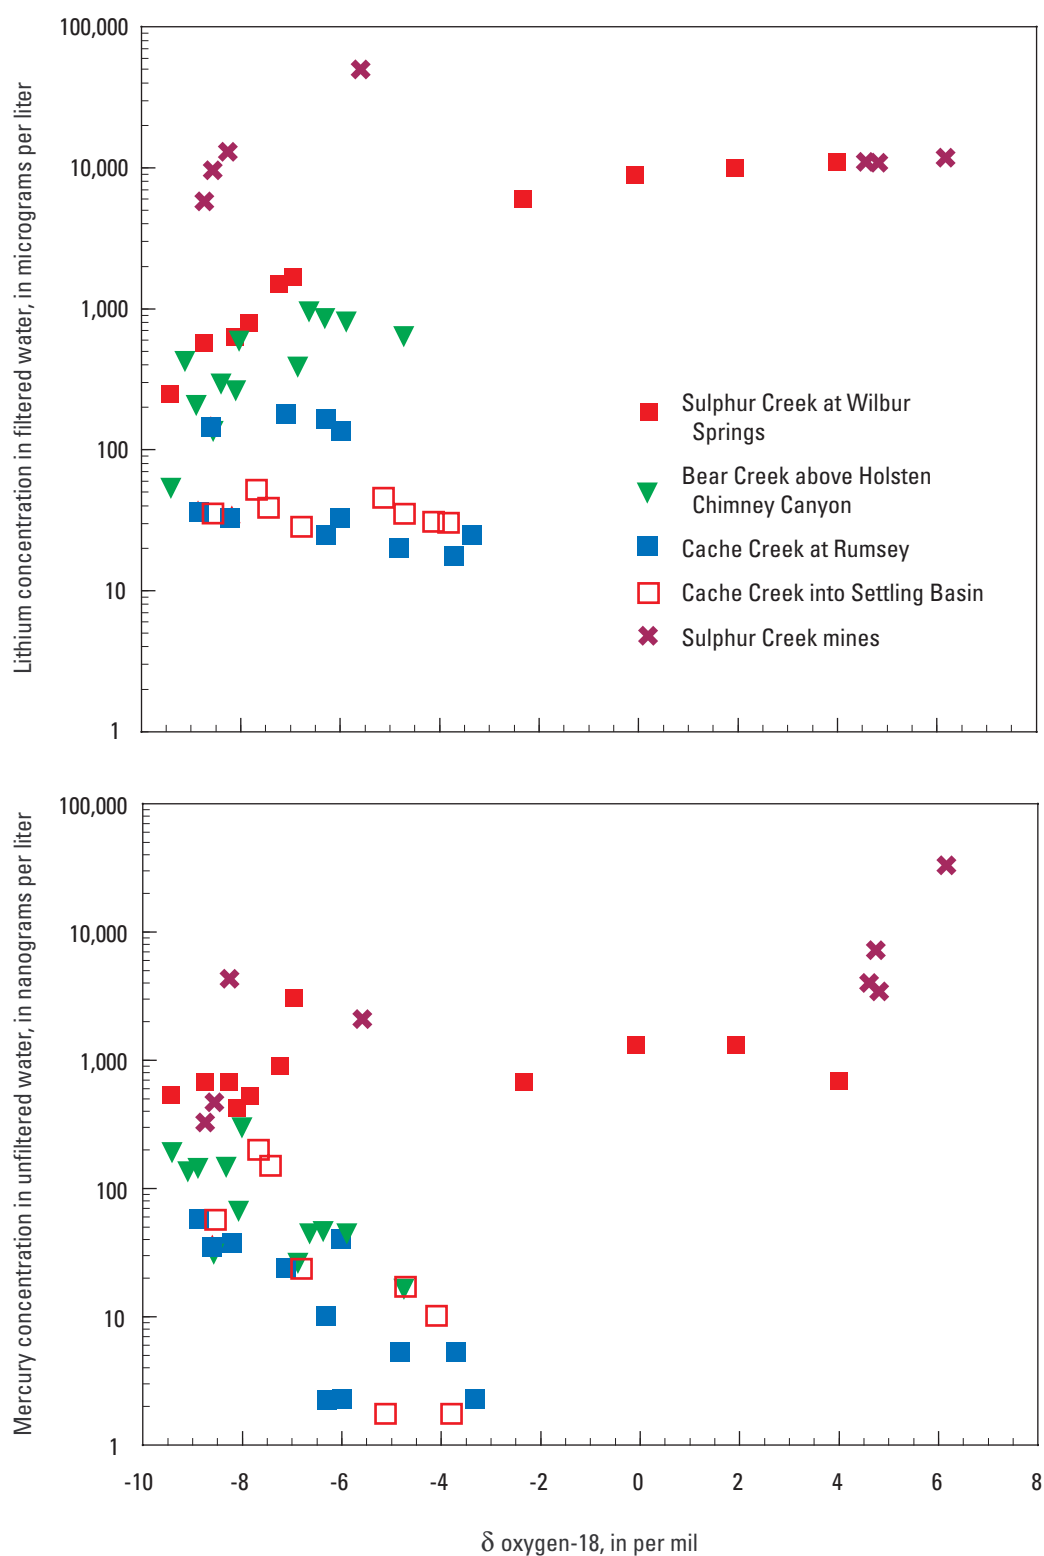 100,000
10,000
1,000
100
10
1
Lithium concentration in filtered water, in micrograms per liter
Sulphur Creek at Wilbur
Springs
Bear Creek above Holsten
Chimney Canyon
Cache Creek at Rumsey
Cache Creek into Settling Basin
Sulphur Creek mines
100,000
10,000
1,000
100
10
1
Mercury concentration in unfiltered water, in nanograms per liter
-10 -8 -6 -4 -2 0 2 4 6 8
δ oxygen-18, in per mil